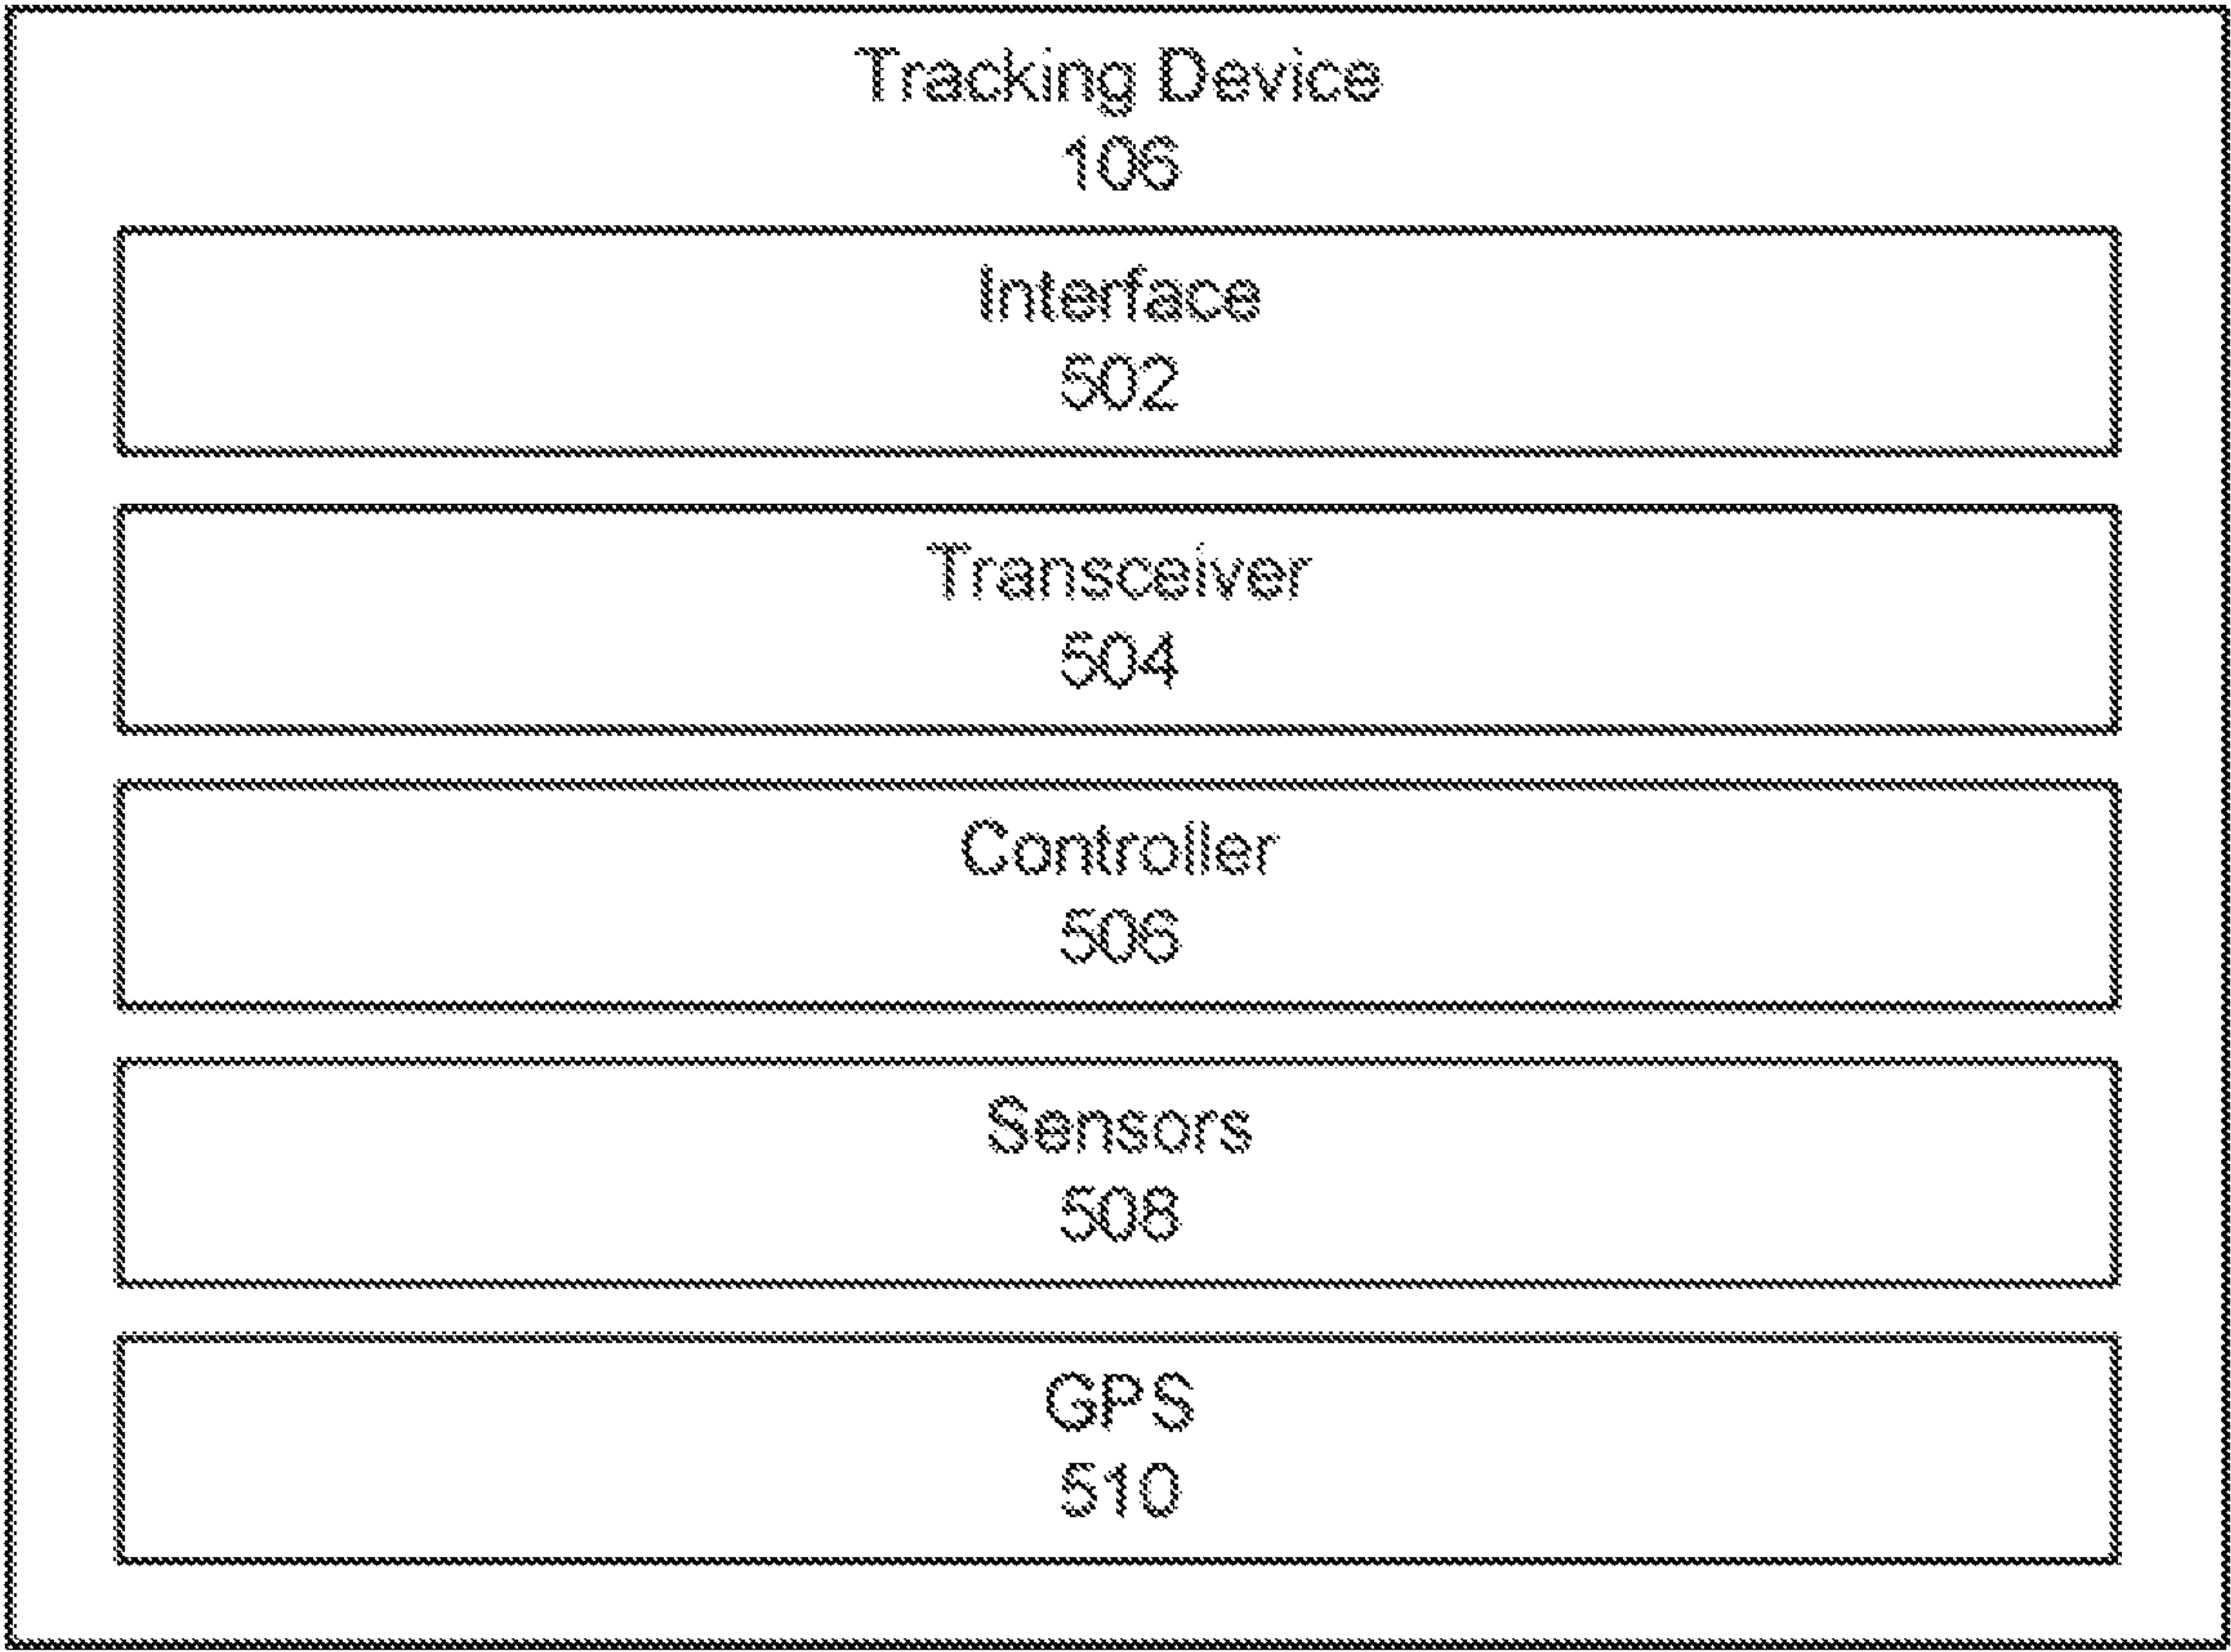 Tracking Device
106
Interface
502
Transceiver
504
Controller
506
Sensors
508
GPS
510